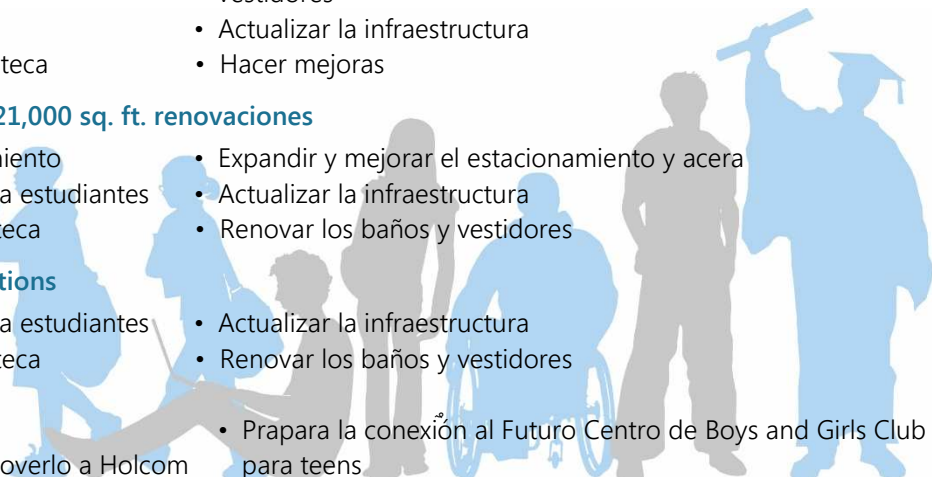 vestidores
• Actualizar la infraestructura
teca • Hacer mejoras
21,000 sq. ft. renovaciones
niento • Expandir y mejorar el estacionamiento y acera
a estudiantes • Actualizar la infraestructura
teca • Renovar los baños y vestidores
tions
a estudiantes • Actualizar la infraestructura
teca • Renovar los baños y vestidores
• Prapara la conexión al Futuro Centro de Boys and Girls Club
overlo a Holcom para teens